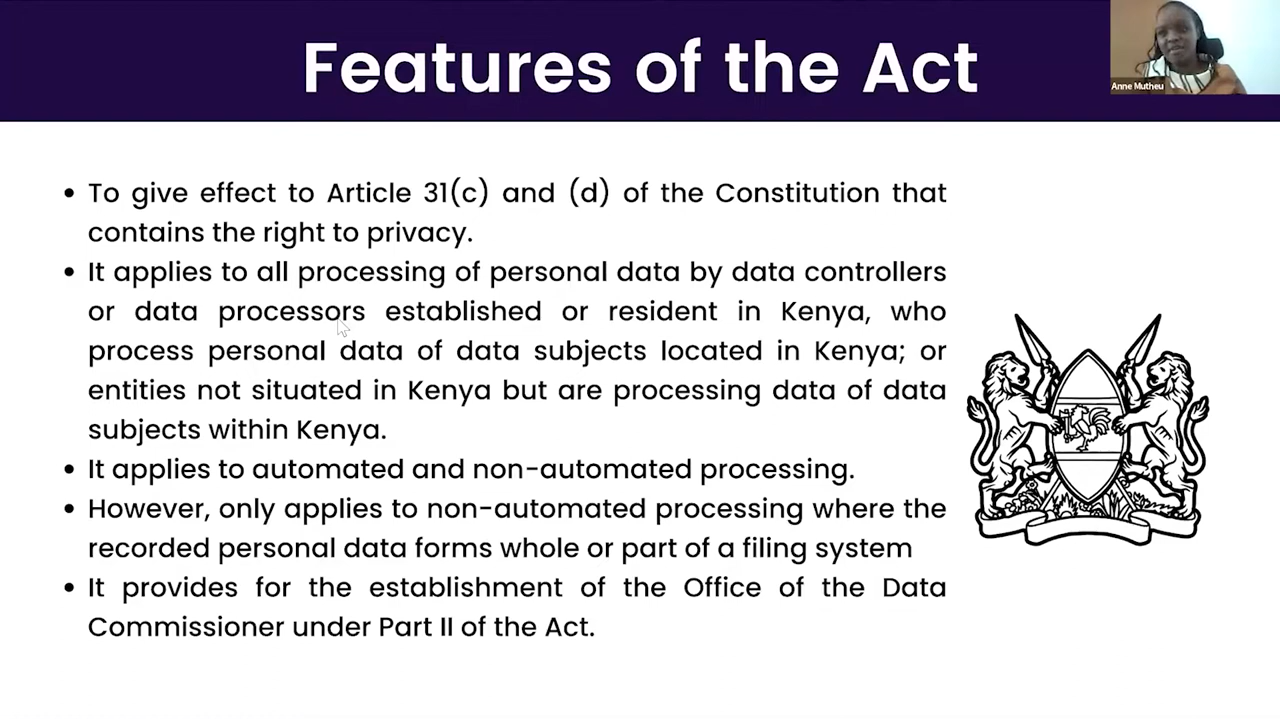 Features of the Act
Anne Mutheu
• To give effect to Article 31(c) and (d) of the Constitution that
contains the right to privacy.
• It applies to all processing of personal data by data controllers
or data processors established or resident in Kenya, who
process personal data of data subjects located in Kenya; or
entities not situated in Kenya but are processing data of data
subjects within Kenya.
• It applies to automated and non-automated processing.
• However, only applies to non-automated processing where the
recorded personal data forms whole or part of a filing system
• It provides for the establishment of the Office of the Data
Commissioner under Part II of the Act.